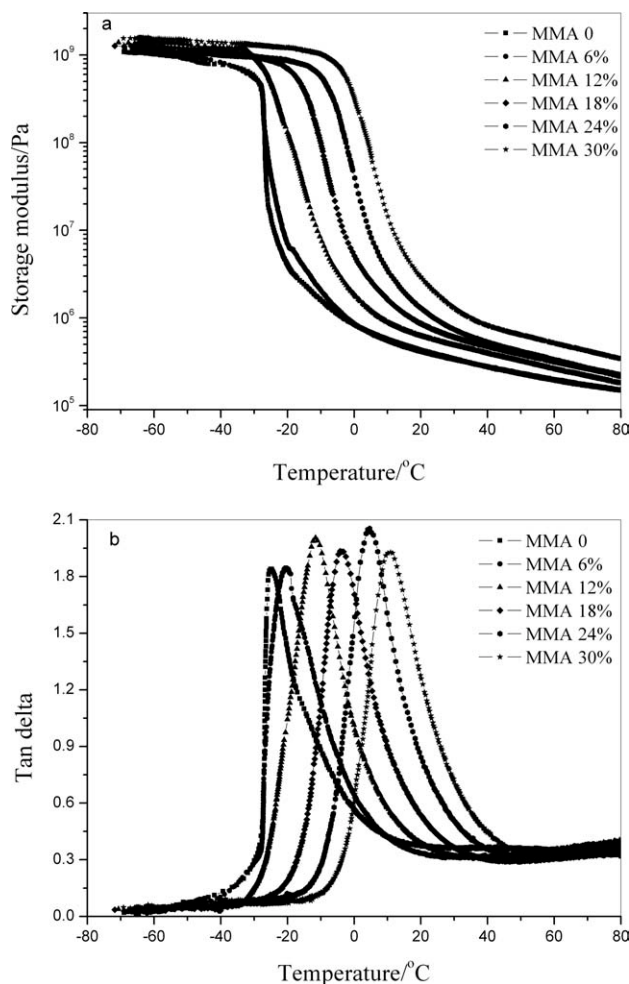 a
MMA 0
MMA 6%
MMA 12%
MMA 18%
MMA 24%
MMA 30%
Storage modulus/Pa
10⁹
10⁸
10⁷
10⁶
10⁵
-80 -60 -40 -20 0 20 40 60 80
Temperature/°C
b
MMA 0
MMA 6%
MMA 12%
MMA 18%
MMA 24%
MMA 30%
Tan delta
2.1
1.8
1.5
1.2
0.9
0.6
0.3
0.0
-80 -60 -40 -20 0 20 40 60 80
Temperature/°C